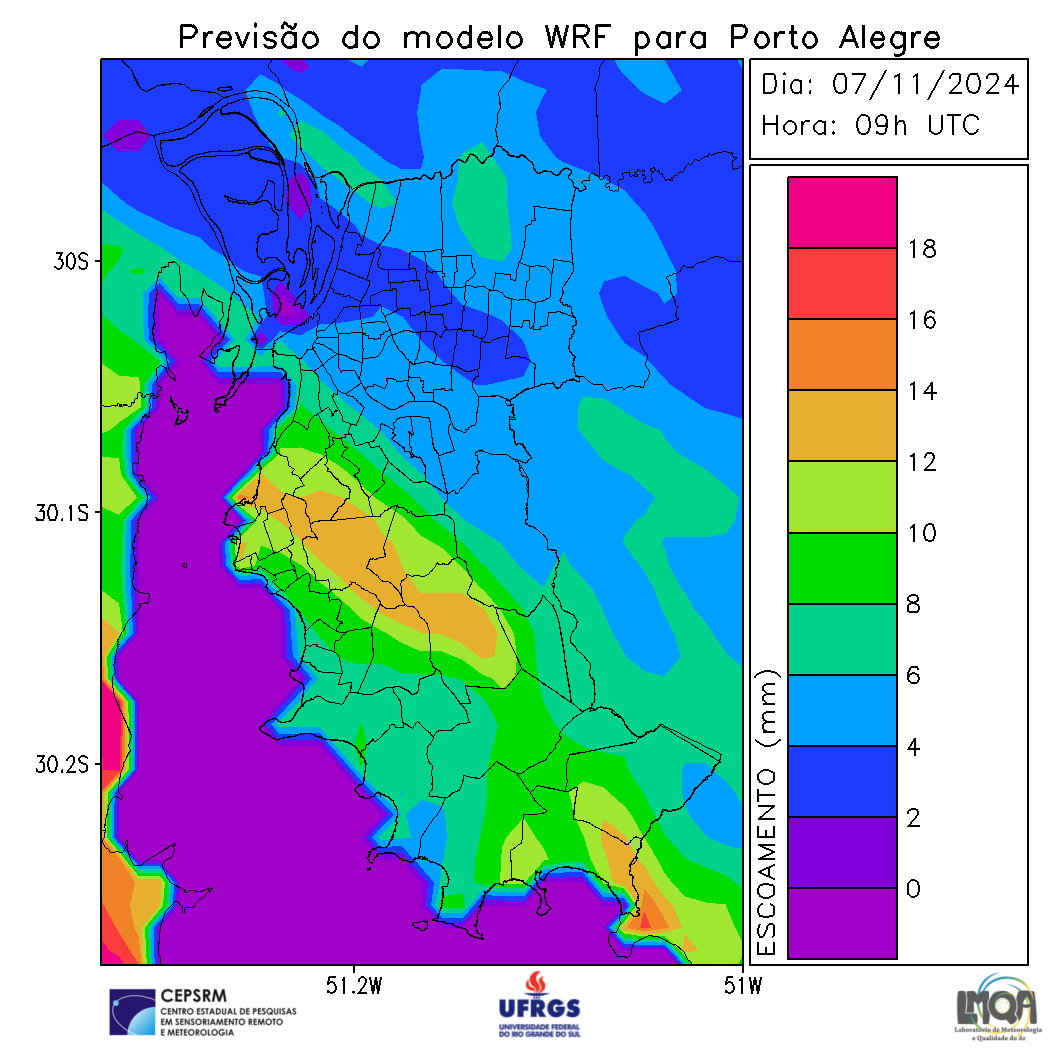 Previsão do modelo WRF para Porto Alegre
Dia: 07/11/2024
Hora: 09h UTC
30S
30.1S
30.2S
51.2W
51W
18
16
14
12
10
8
6
4
2
0
ESCOAMENTO (mm)
CEPSRM
CENTRO ESTADUAL DE PESQUISAS
EM SENSORIAMENTO REMOTO
E METEOROLOGIA
UFRGS
UNIVERSIDADE FEDERAL
DO RIO GRANDE DO SUL
LMQA
Laboratório de Meteorologia
e Qualidade do Ar